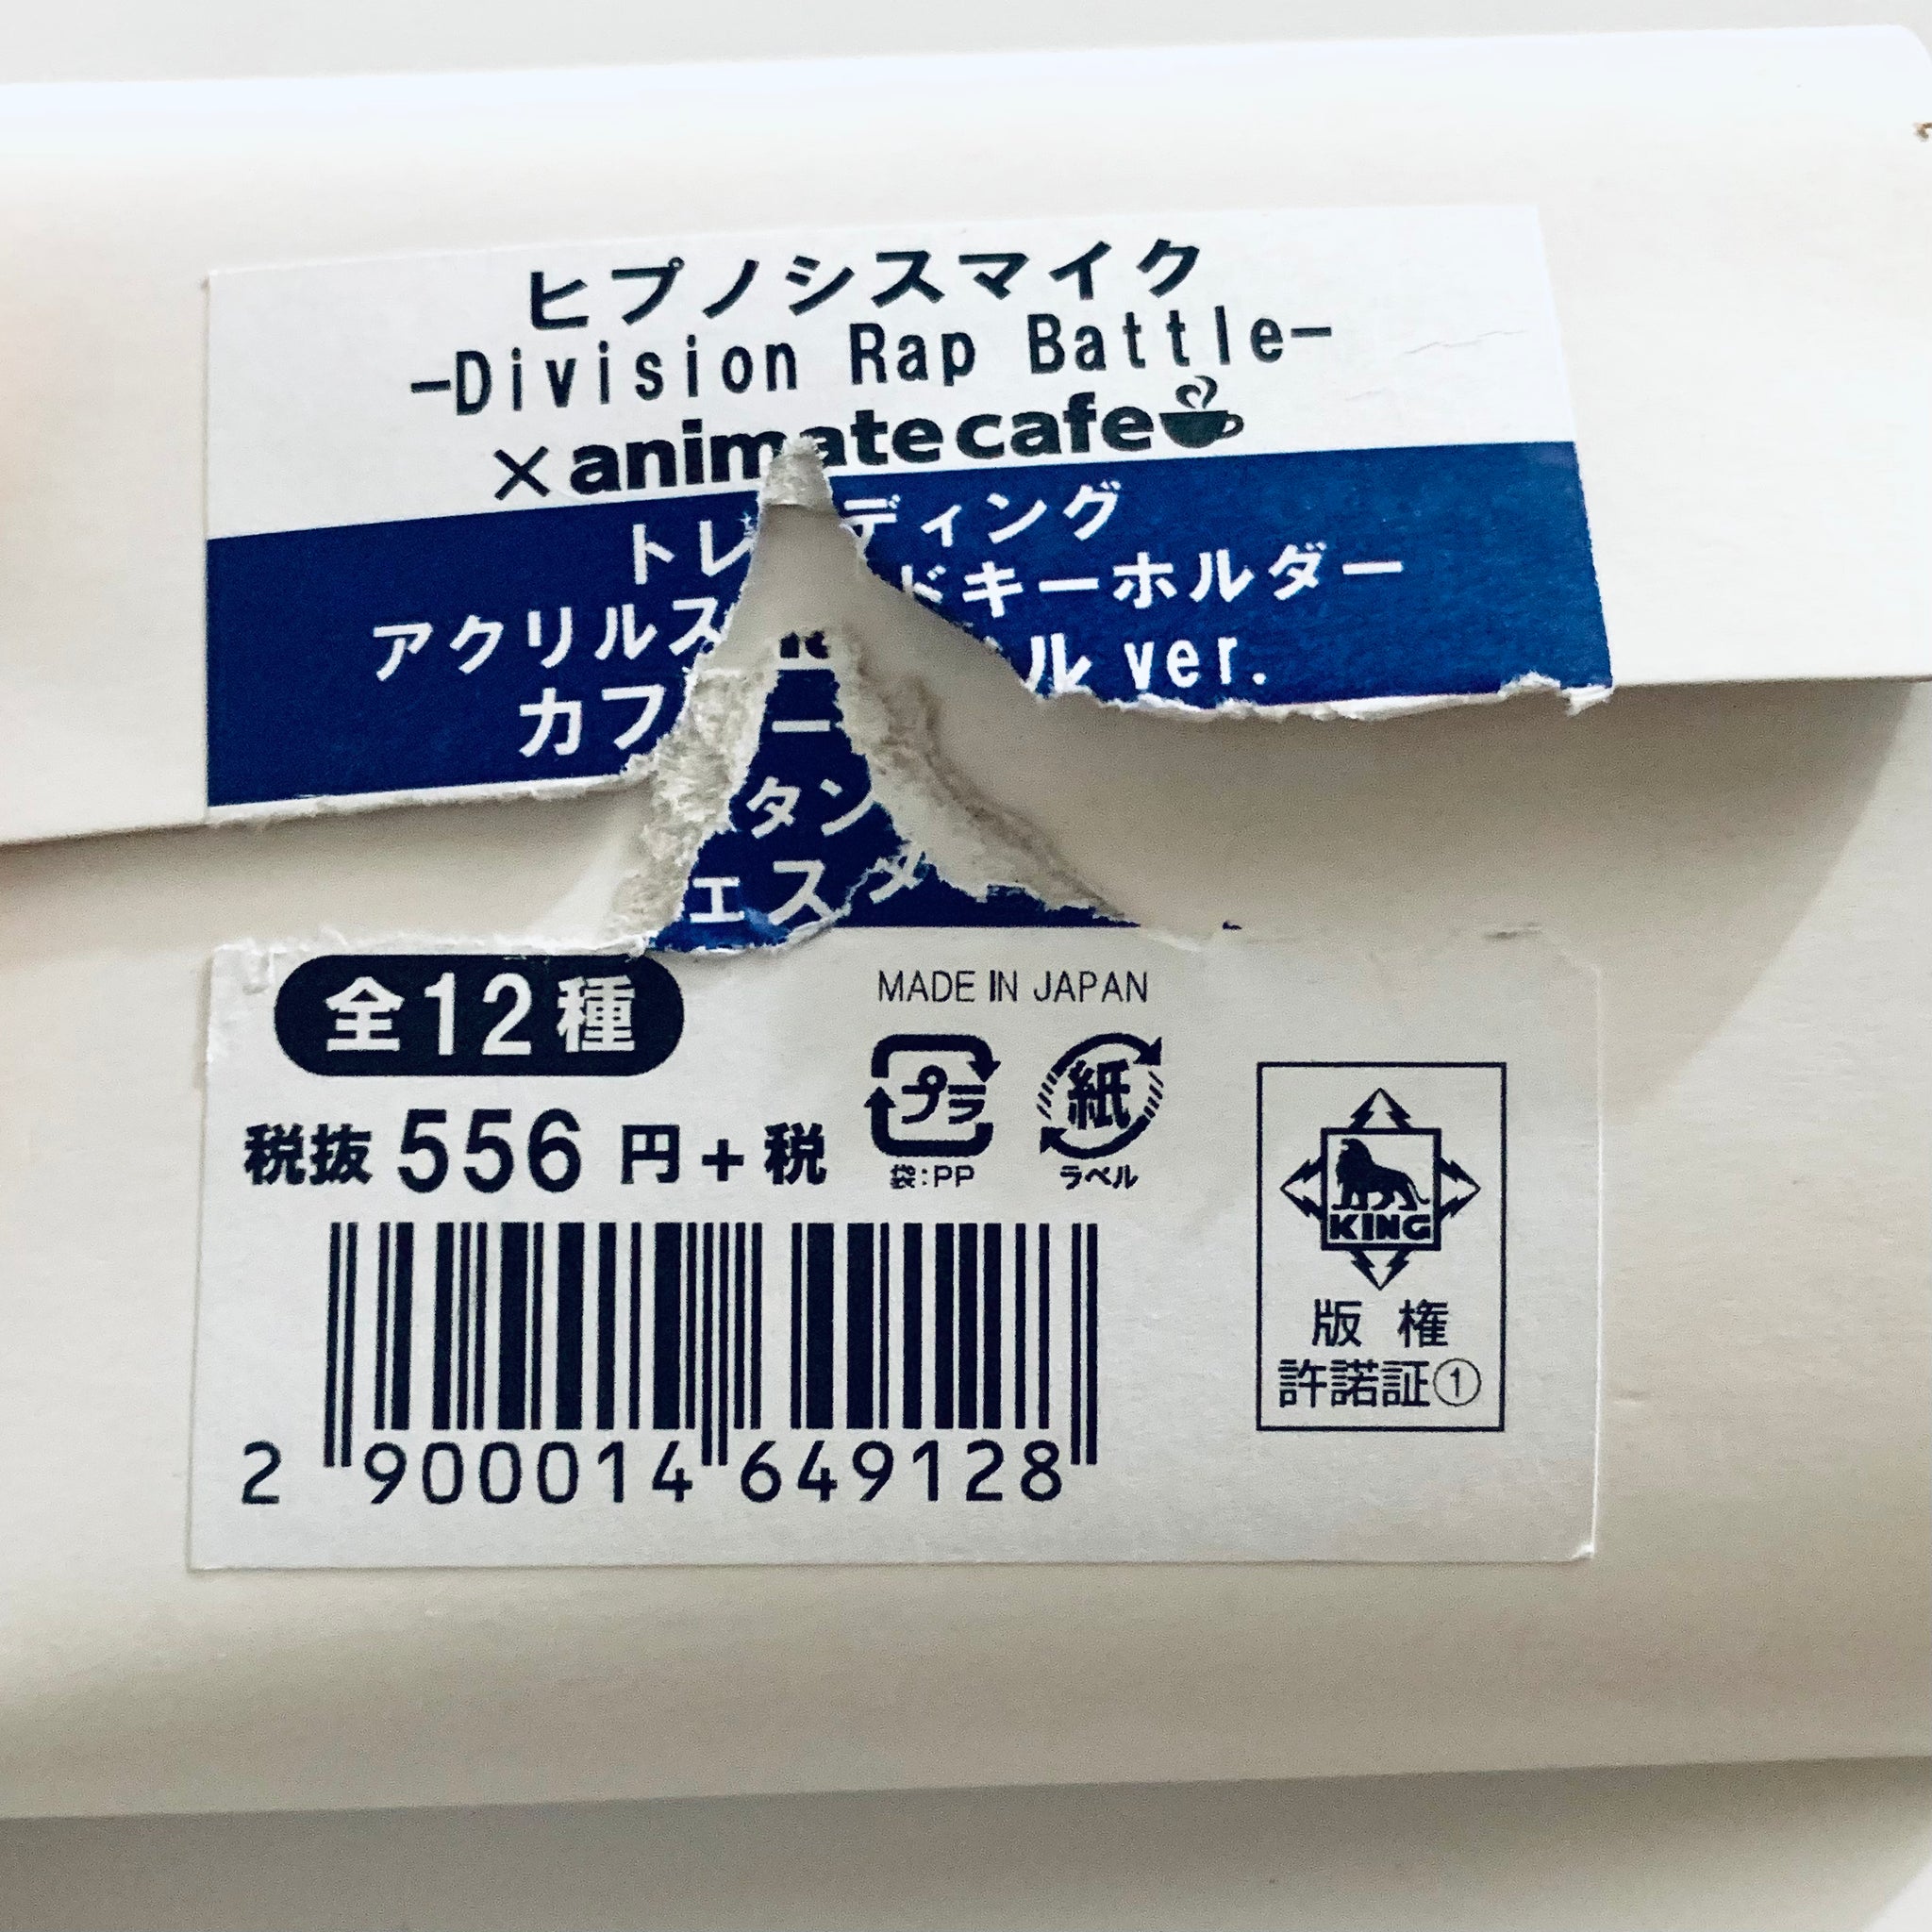 ヒプノシスマイク
-Division Rap Battle-
×animatecafe
トレ ディング
アクリルス ドキーホルダー
カフ ル ver.
ー
タン
ェスタ
全12種
MADE IN JAPAN
プラ
紙
税抜 556 円+税
袋:PP
ラベル
KING
版権
許諾証①
2 900014 649128